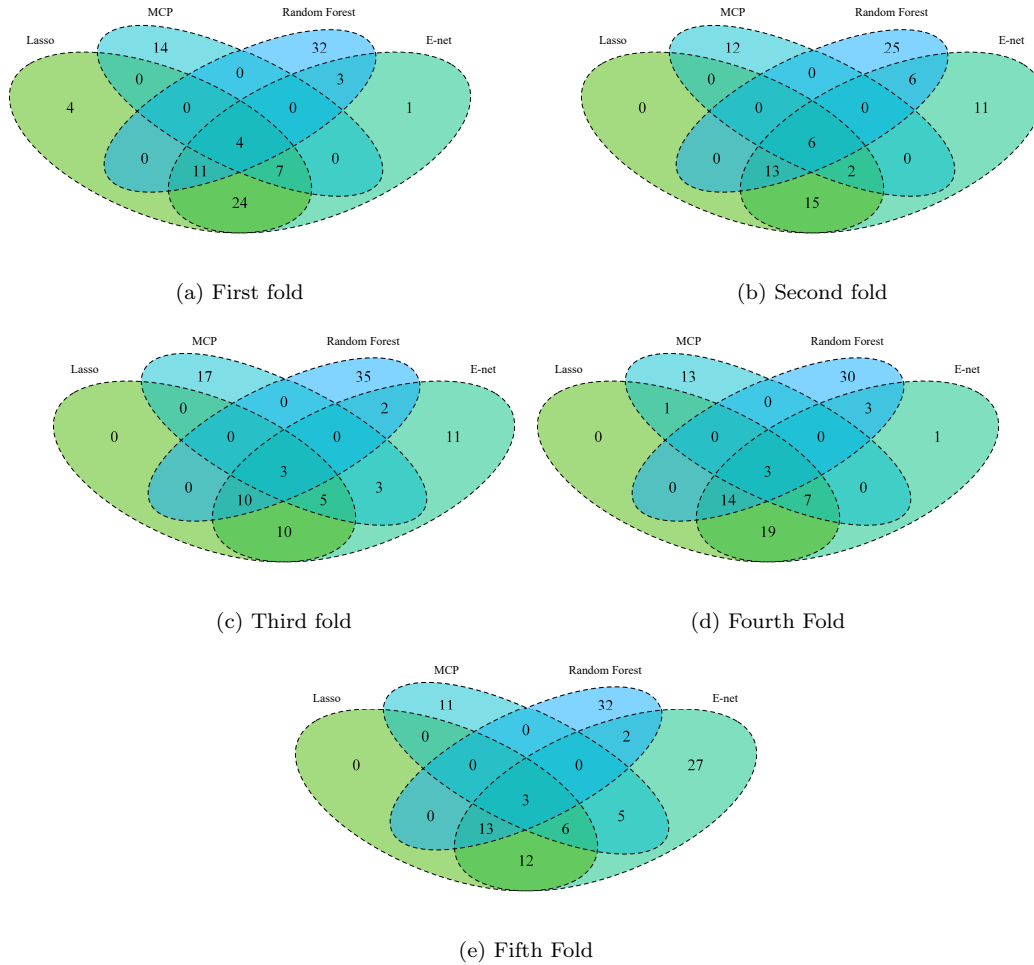 MCP Random Forest
Lasso E-net
14 32
0 0 3
4 0 0 1
4
0 11 7 0
24
(a) First fold
MCP Random Forest
Lasso E-net
12 25
0 0 6
0 0 0 11
6
0 13 2 0
15
(b) Second fold
MCP Random Forest
Lasso E-net
17 35
0 0 2
0 0 0 11
3
0 10 5 3
10
(c) Third fold
MCP Random Forest
Lasso E-net
13 30
1 0 3
0 0 0 1
3
0 14 7 0
19
(d) Fourth Fold
MCP Random Forest
Lasso E-net
11 32
0 0 2
0 0 0 27
3
0 13 6 5
12
(e) Fifth Fold